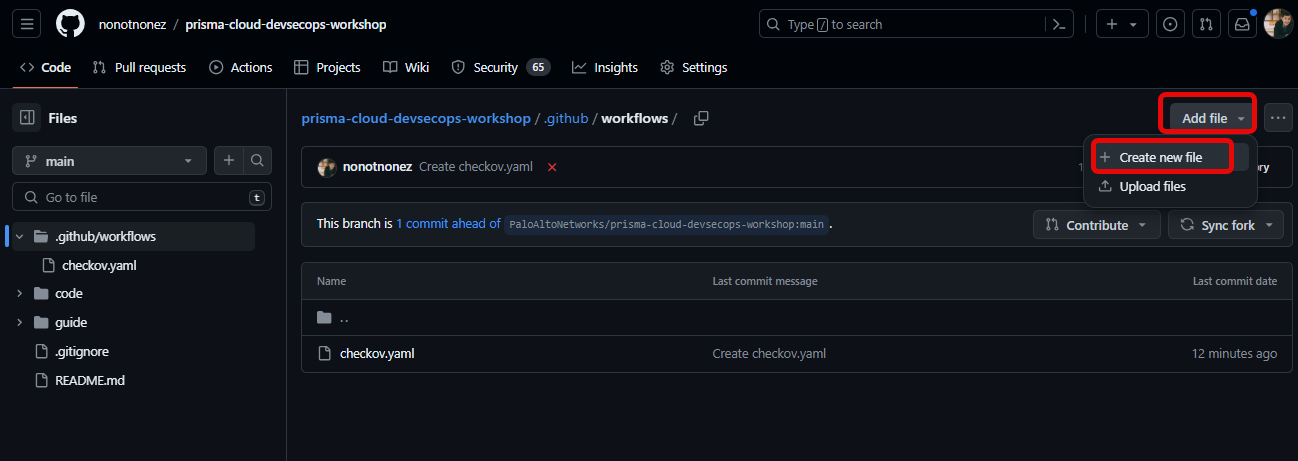 nonotnonez / prisma-cloud-devsecops-workshop
Type / to search
Code Pull requests Actions Projects Wiki Security 65 Insights Settings
Files
main
Go to file t
.github/workflows
checkov.yaml
code
guide
.gitignore
README.md
prisma-cloud-devsecops-workshop / .github / workflows /
Add file
Create new file
Upload files
nonotnonez Create checkov.yaml
This branch is 1 commit ahead of PaloAltoNetworks/prisma-cloud-devsecops-workshop:main .
Contribute
Sync fork
Name Last commit message Last commit date
..
checkov.yaml Create checkov.yaml 12 minutes ago